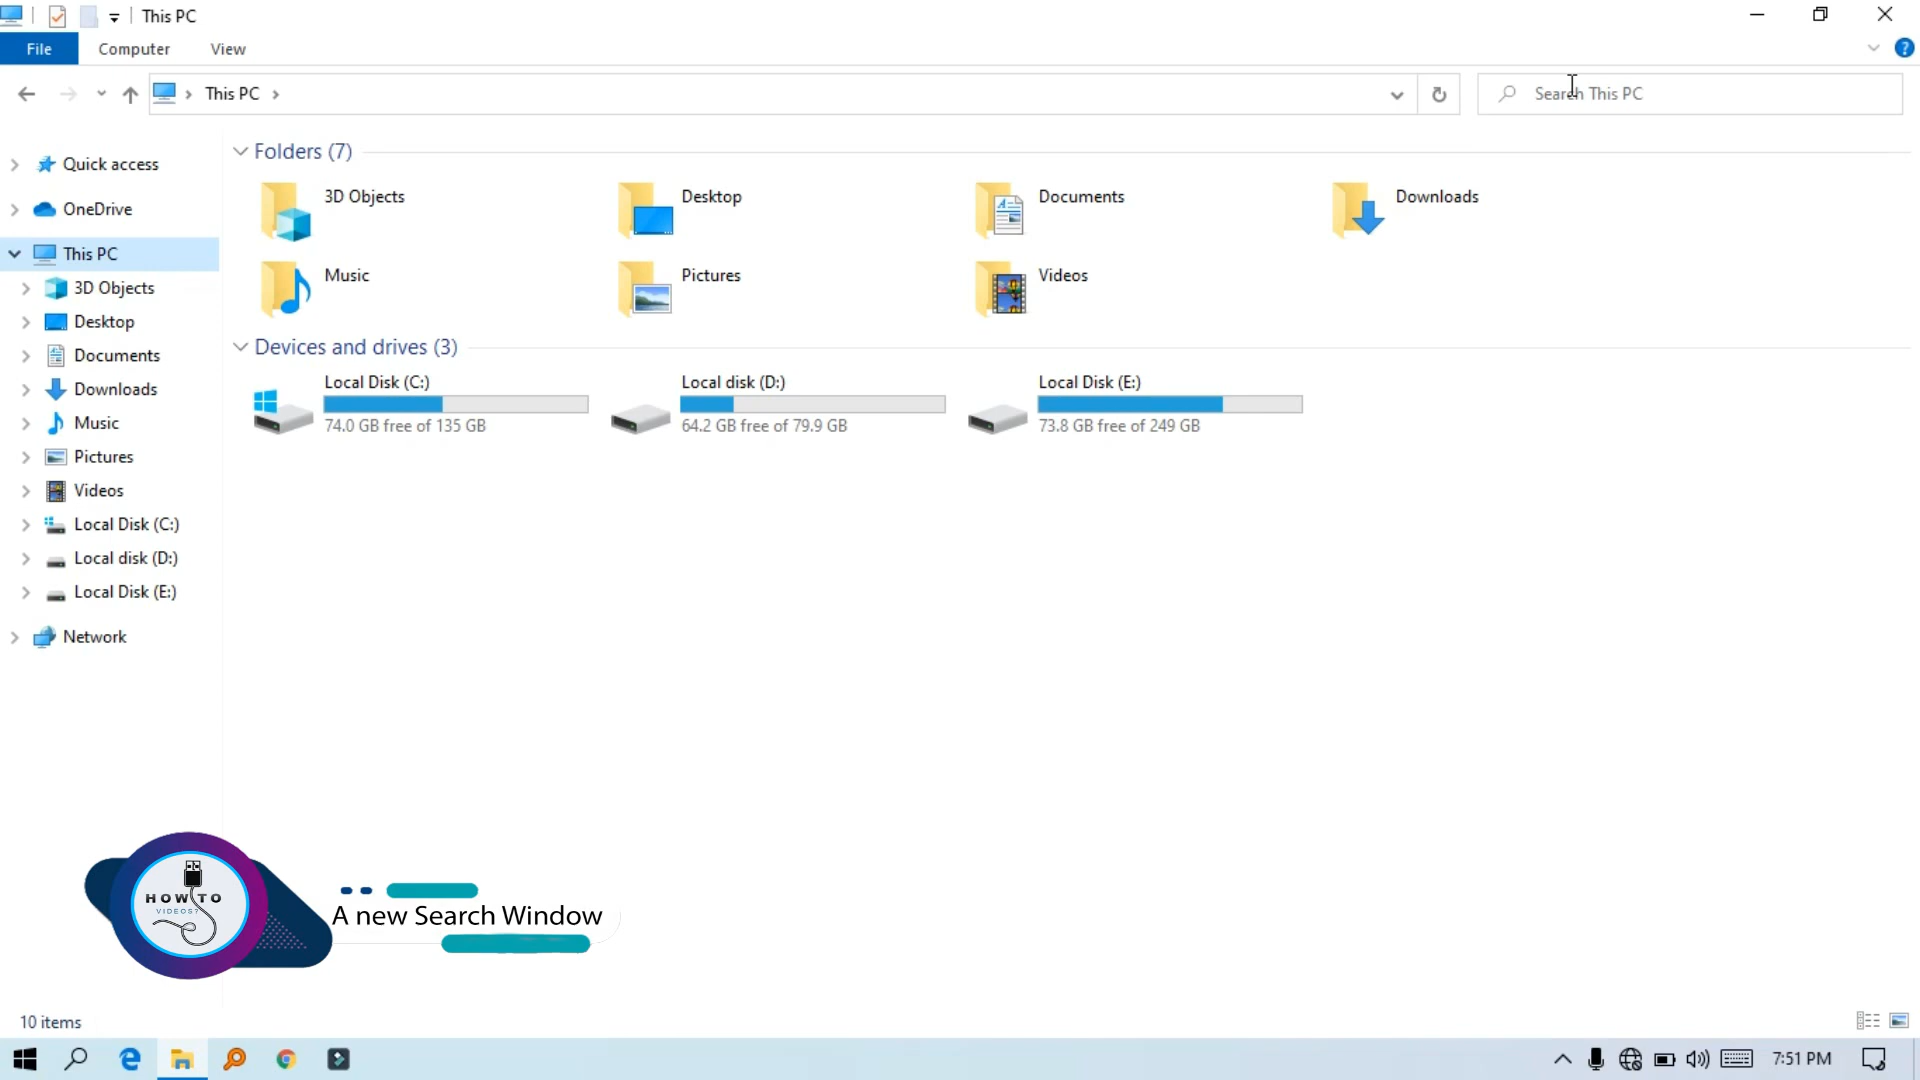 This PC
File Computer View
This PC
Search This PC
Quick access
OneDrive
This PC
3D Objects
Desktop
Documents
Downloads
Music
Pictures
Videos
Local Disk (C:)
Local disk (D:)
Local Disk (E:)
Network
Folders (7)
3D Objects
Desktop
Documents
Downloads
Music
Pictures
Videos
Devices and drives (3)
Local Disk (C:)
74.0 GB free of 135 GB
Local disk (D:)
64.2 GB free of 79.9 GB
Local Disk (E:)
73.8 GB free of 249 GB
HOW TO
VIDEOS?
A new Search Window
10 items
7:51 PM